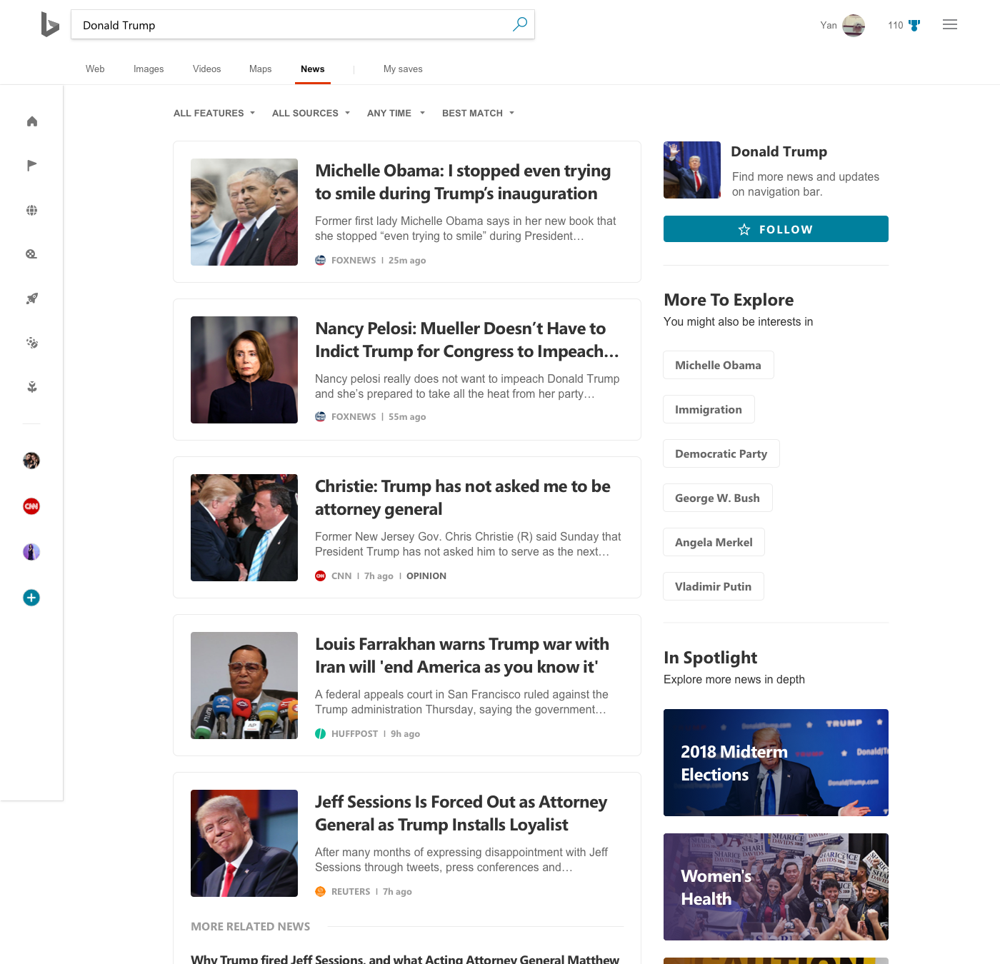 Donald Trump
Yan
110
Web
Images
Videos
Maps
News
My saves
ALL FEATURES
ALL SOURCES
ANY TIME
BEST MATCH
Michelle Obama: I stopped even trying
to smile during Trump’s inauguration
Former first lady Michelle Obama says in her new book that
she stopped “even trying to smile” during President…
FOXNEWS | 25m ago
Nancy Pelosi: Mueller Doesn’t Have to
Indict Trump for Congress to Impeach…
Nancy pelosi really does not want to impeach Donald Trump
and she’s prepared to take all the heat from her party…
FOXNEWS | 55m ago
Christie: Trump has not asked me to be
attorney general
Former New Jersey Gov. Chris Christie (R) said Sunday that
President Trump has not asked him to serve as the next…
CNN | 7h ago | OPINION
Louis Farrakhan warns Trump war with
Iran will 'end America as you know it'
A federal appeals court in San Francisco ruled against the
Trump administration Thursday, saying the government…
HUFFPOST | 9h ago
RUPTLY
AP
Jeff Sessions Is Forced Out as Attorney
General as Trump Installs Loyalist
After many months of expressing disappointment with Jeff
Sessions through tweets, press conferences and…
REUTERS | 7h ago
MORE RELATED NEWS
Why Trump fired Jeff Sessions, and what Acting Attorney General Matthew
CNN
Donald Trump
Find more news and updates
on navigation bar.
FOLLOW
More To Explore
You might also be interests in
Michelle Obama
Immigration
Democratic Party
George W. Bush
Angela Merkel
Vladimir Putin
In Spotlight
Explore more news in depth
TRUMP
DonaldJTrump.com
2018 Midterm
Elections
TRUMP
DonaldJTrump.com
SHARICE
DAVIDS
Women's
Health
CAUTION